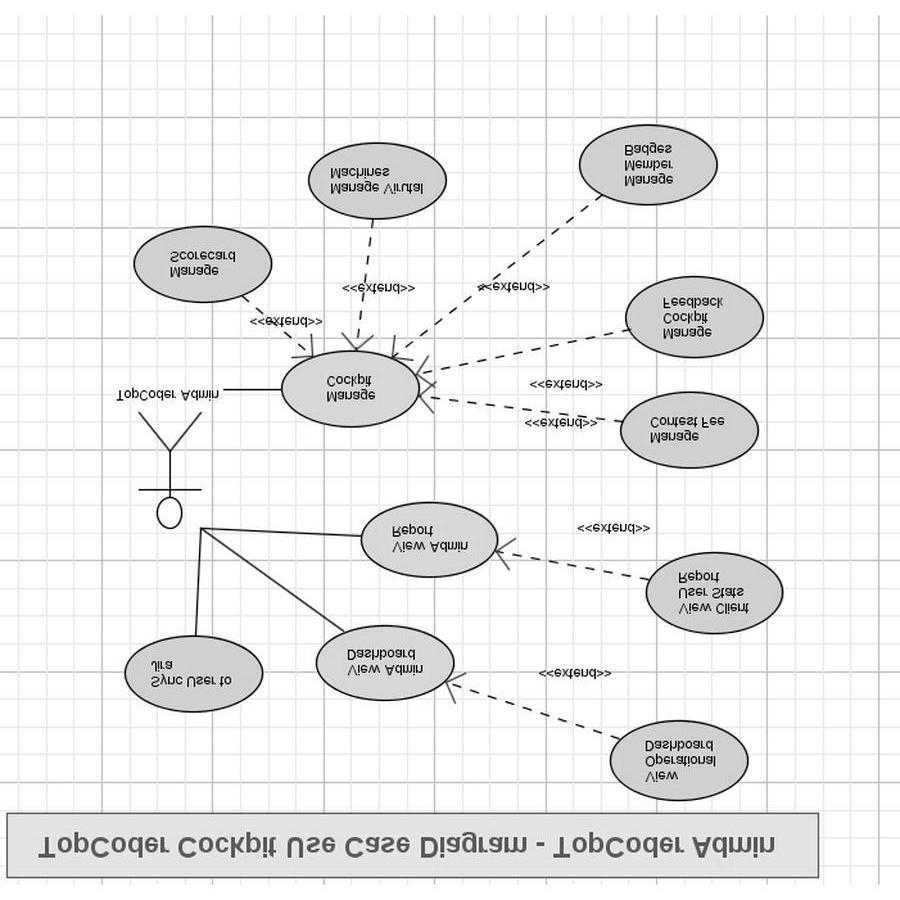 TopCoder Cockpit Use Case Diagram - TopCoder Admin
View
Operational
Dashboard
<<extend>>
Sync User to
Jira
View Admin
Dashboard
View Client
User Stats
Report
<<extend>>
View Admin
Report
Manage
Contest Fee
<<extend>>
TopCoder Admin
Manage
Cockpit
<<extend>>
Manage
Cockpit
Feedback
<<extend>>
<<extend>>
<<extend>>
Manage
Scorecard
Manage Virutal
Machines
Manage
Member
Badges